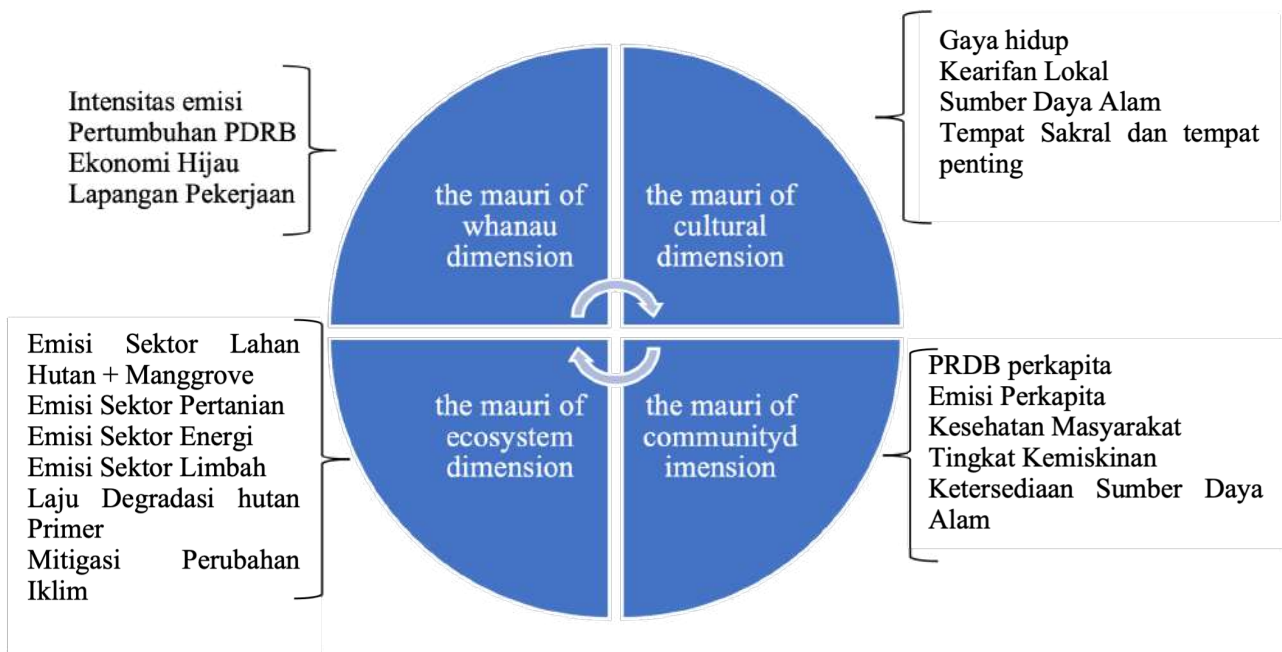 Intensitas emisi
Pertumbuhan PDRB
Ekonomi Hijau
Lapangan Pekerjaan
the mauri of
whanau
dimension
the mauri of
cultural
dimension
Gaya hidup
Kearifan Lokal
Sumber Daya Alam
Tempat Sakral dan tempat
penting
Emisi Sektor Lahan
Hutan + Manggrove
Emisi Sektor Pertanian
Emisi Sektor Energi
Emisi Sektor Limbah
Laju Degradasi hutan
Primer
Mitigasi Perubahan
Iklim
the mauri of
ecosystem
dimension
the mauri of
communityd
imension
PRDB perkapita
Emisi Perkapita
Kesehatan Masyarakat
Tingkat Kemiskinan
Ketersediaan Sumber Daya
Alam